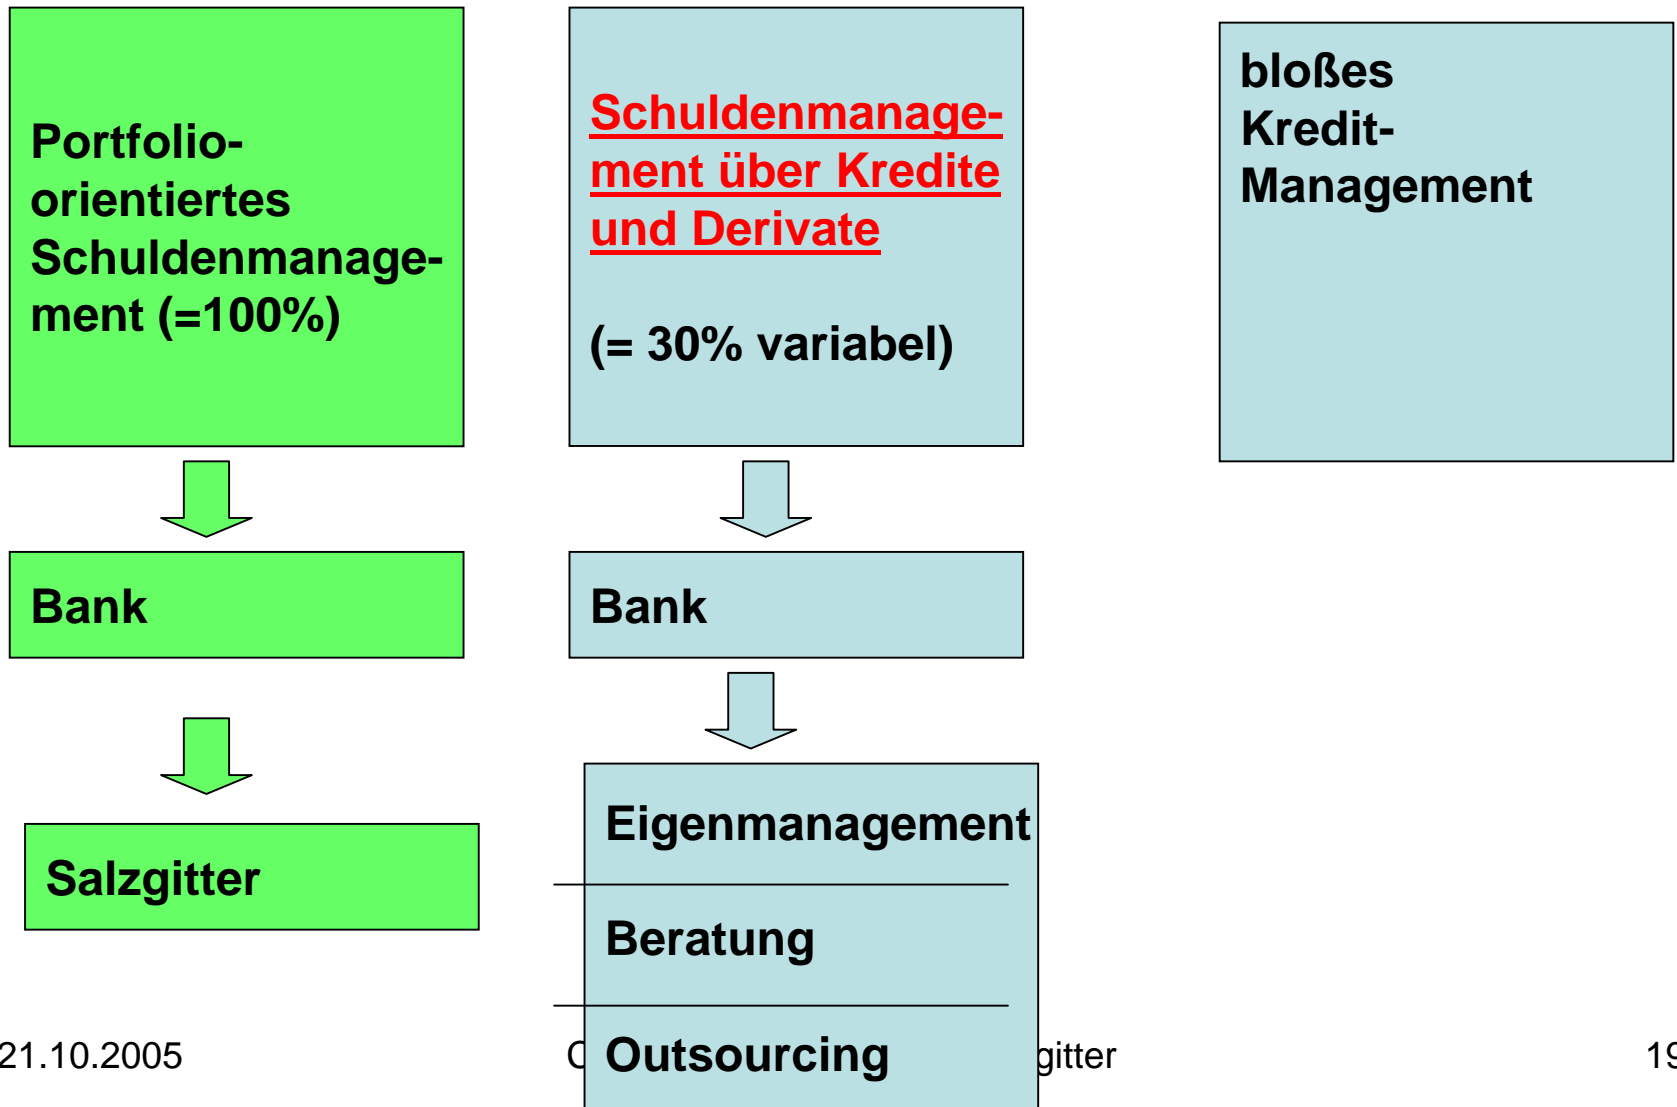 Portfolio-
orientiertes
Schuldenmanage-
ment (=100%)
Bank
Salzgitter
Schuldenmanage-
ment über Kredite
und Derivate
(= 30% variabel)
Bank
Eigenmanagement
Beratung
Outsourcing
bloßes
Kredit-
Management
21.10.2005
gitter
19